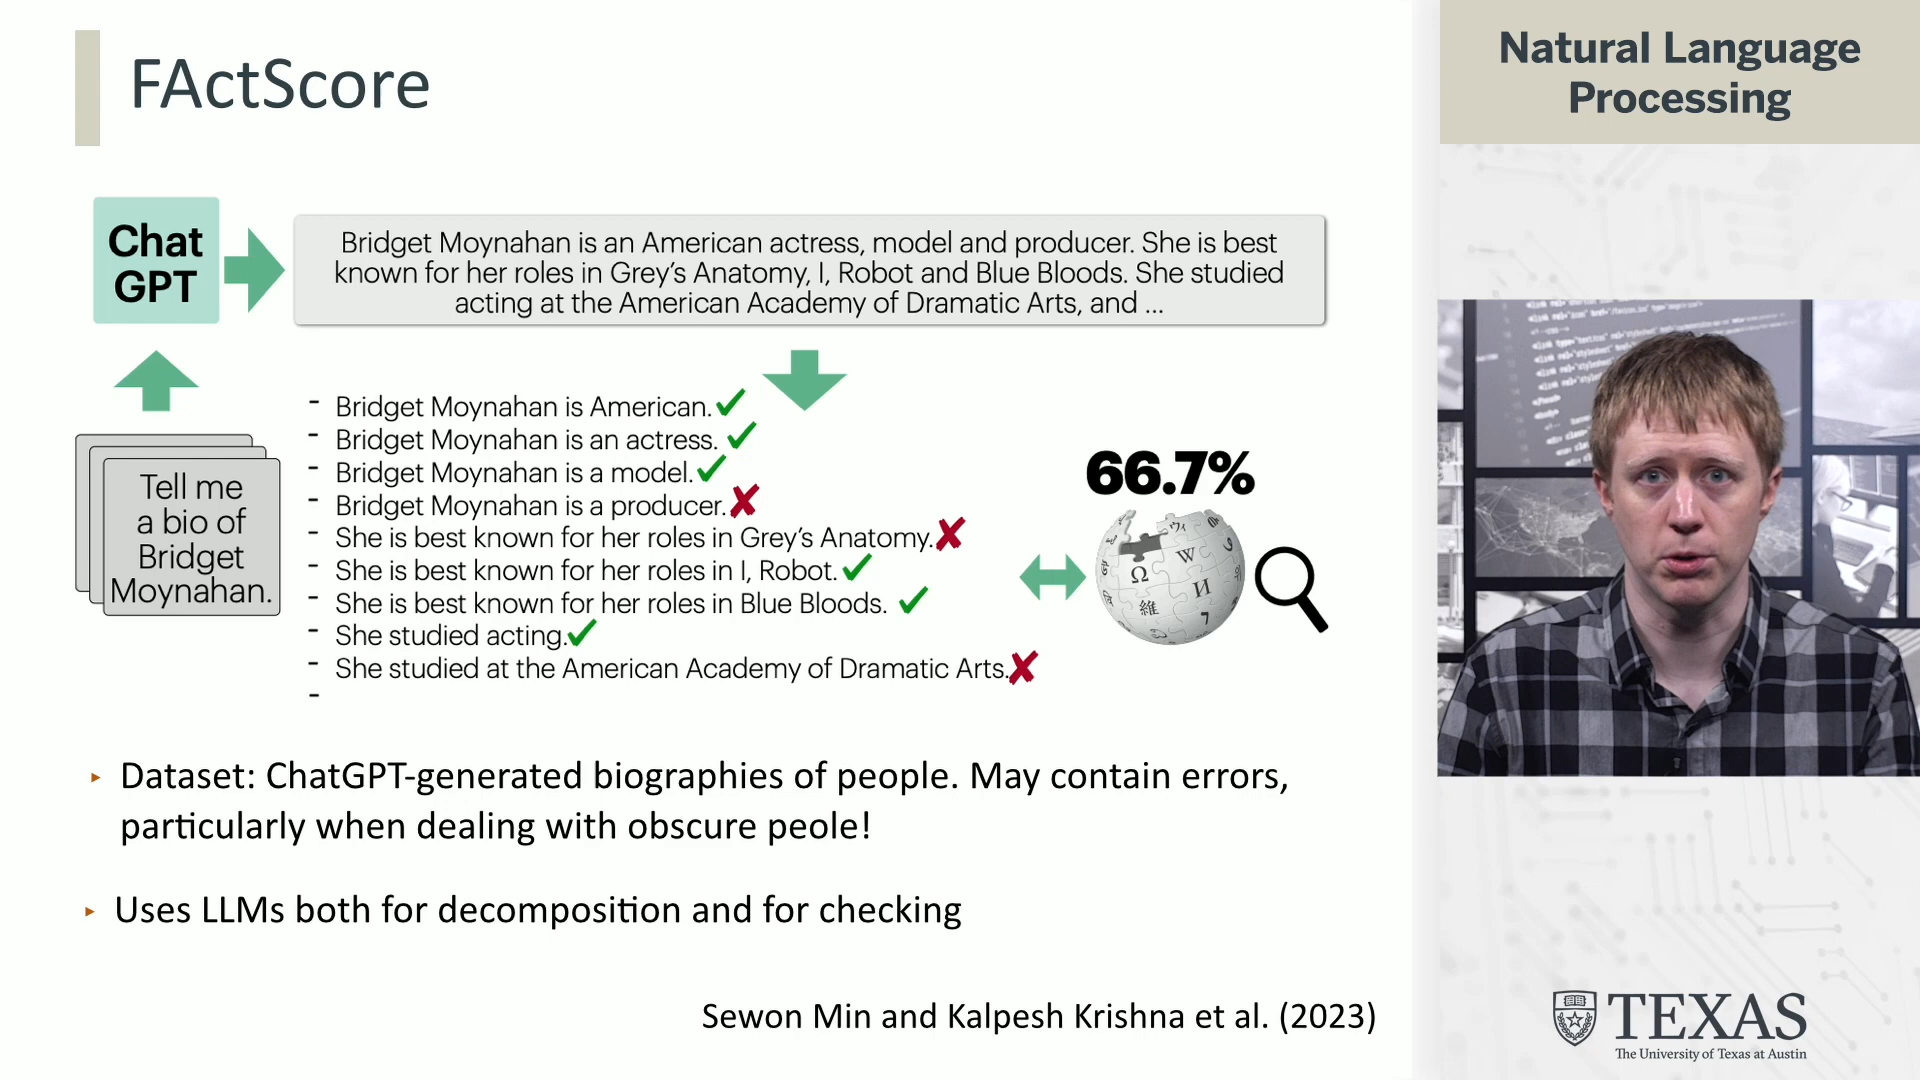 FActScore
Natural Language
Processing
Chat
GPT
Bridget Moynahan is an American actress, model and producer. She is best
known for her roles in Grey's Anatomy, I, Robot and Blue Bloods. She studied
acting at the American Academy of Dramatic Arts, and ...
Tell me
a bio of
Bridget
Moynahan.
- Bridget Moynahan is American.
- Bridget Moynahan is an actress.
- Bridget Moynahan is a model.
- Bridget Moynahan is a producer.
- She is best known for her roles in Grey's Anatomy.
- She is best known for her roles in I, Robot.
- She is best known for her roles in Blue Bloods.
- She studied acting.
- She studied at the American Academy of Dramatic Arts.
-
66.7%
Ω W И 維
‣ Dataset: ChatGPT-generated biographies of people. May contain errors,
particularly when dealing with obscure peole!
‣ Uses LLMs both for decomposition and for checking
Sewon Min and Kalpesh Krishna et al. (2023)
TEXAS
The University of Texas at Austin